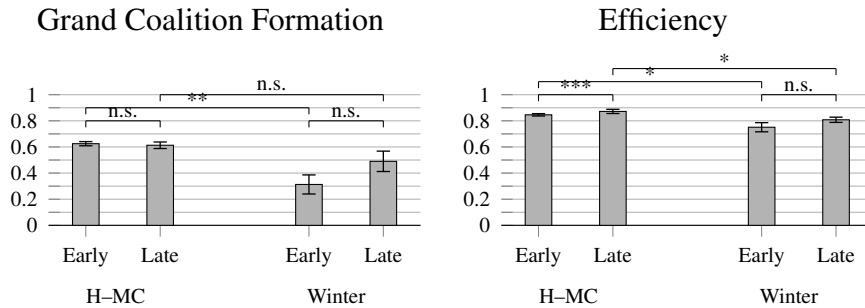 Grand Coalition Formation
n.s.
**
n.s.
n.s.
1
0.8
0.6
0.4
0.2
0
Early Late Early Late
H–MC Winter
Efficiency
*
*
***
n.s.
1
0.8
0.6
0.4
0.2
0
Early Late Early Late
H–MC Winter